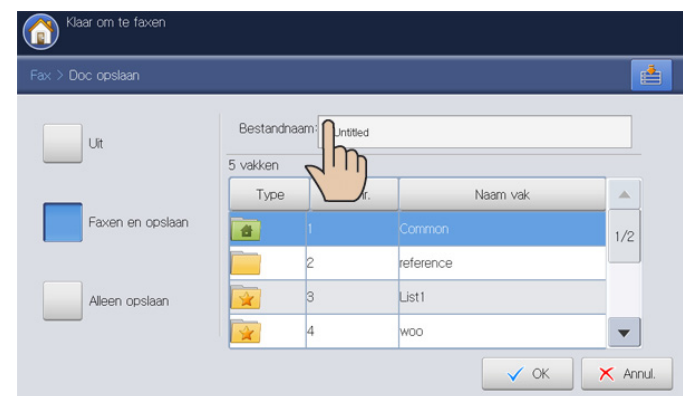 Klaar om te faxen
Fax > Doc opslaan
Uit
Faxen en opslaan
Alleen opslaan
Bestandnaam: Untitled
5 vakken
Type nr. Naam vak
1 Common
2 reference
3 List1
4 woo
1/2
OK Annul.